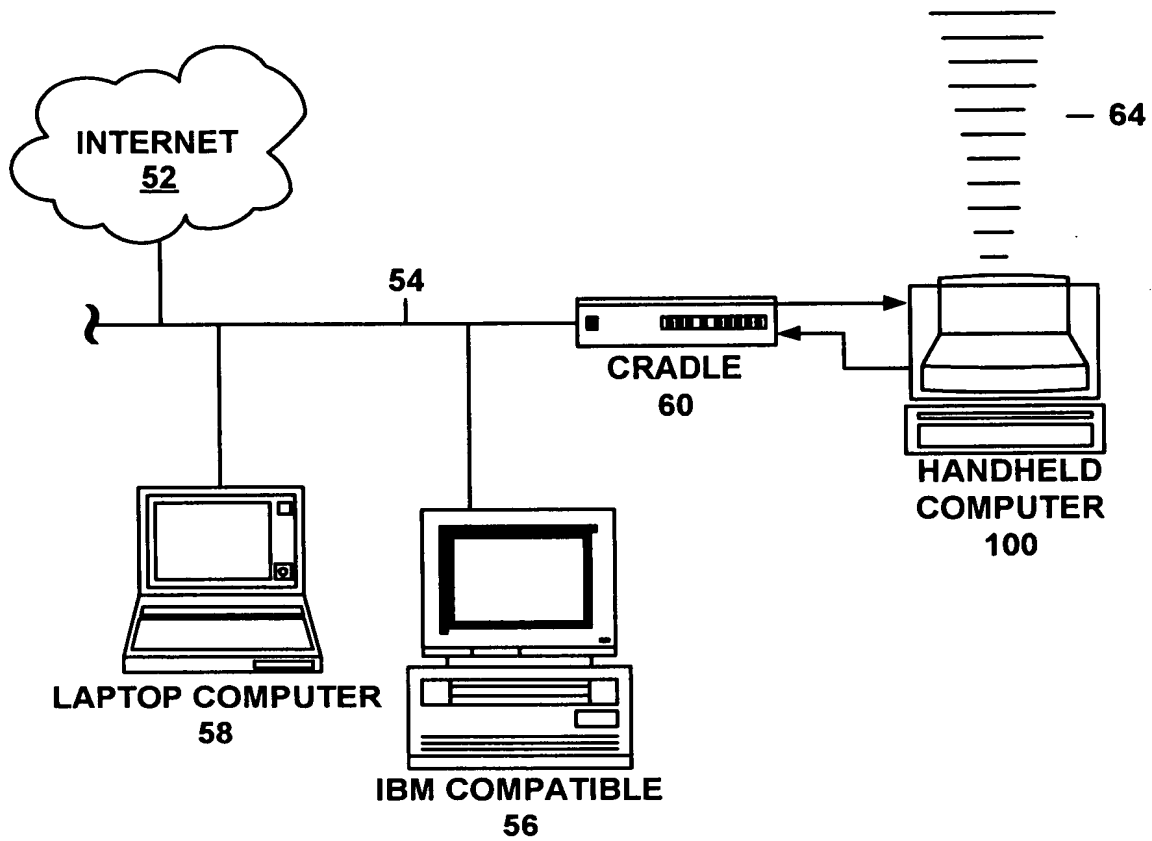 INTERNET
52
64
54
CRADLE
60
HANDHELD
COMPUTER
100
LAPTOP COMPUTER
58
IBM COMPATIBLE
56